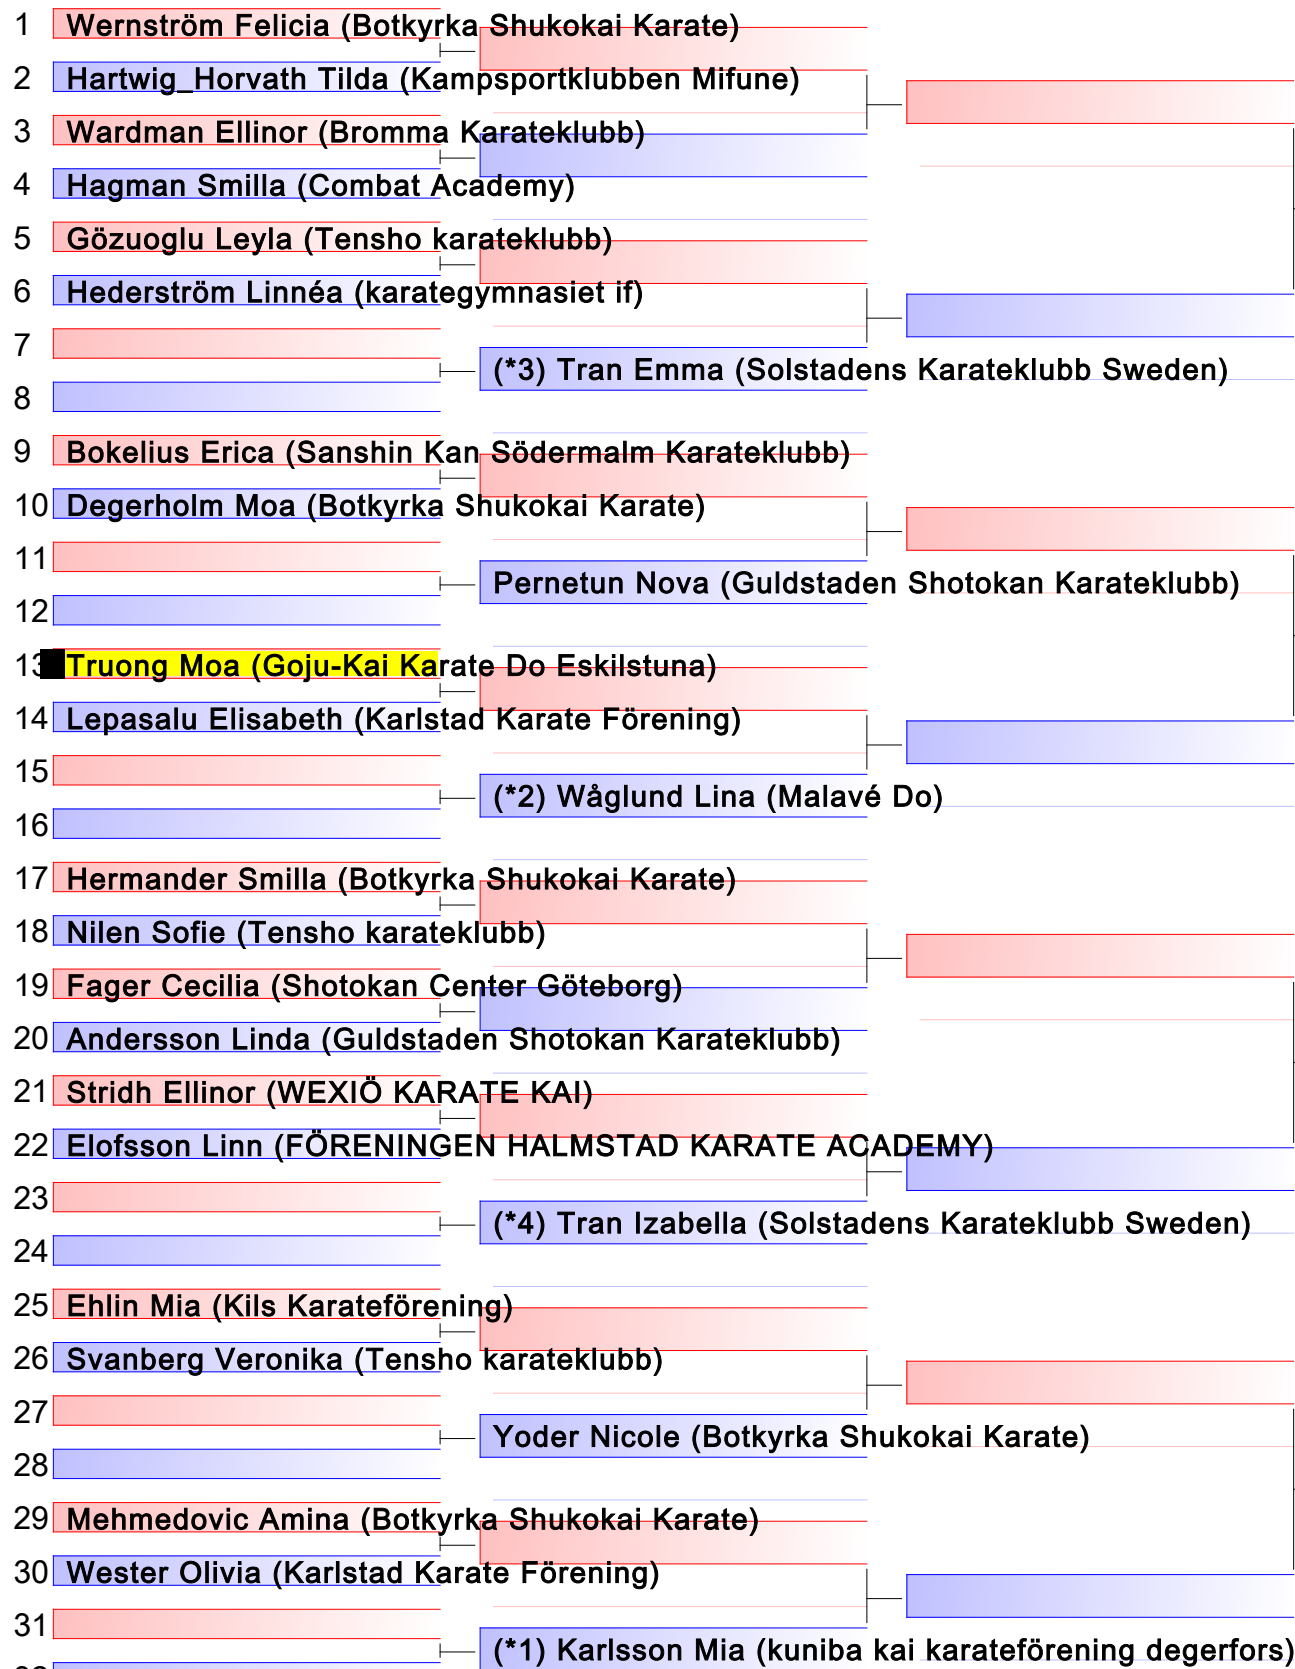 1 Wernström Felicia (Botkyrka Shukokai Karate)
2 Hartwig_Horvath Tilda (Kampsportklubben Mifune)
3 Wardman Ellinor (Bromma Karateklubb)
4 Hagman Smilla (Combat Academy)
5 Gözuoglu Leyla (Tensho karateklubb)
6 Hederström Linnéa (karategymnasiet if)
7
(*3) Tran Emma (Solstadens Karateklubb Sweden)
8
9 Bokelius Erica (Sanshin Kan Södermalm Karateklubb)
10 Degerholm Moa (Botkyrka Shukokai Karate)
11
Pernetun Nova (Guldstaden Shotokan Karateklubb)
12
13 Truong Moa (Goju-Kai Karate Do Eskilstuna)
14 Lepasalu Elisabeth (Karlstad Karate Förening)
15
(*2) Wåglund Lina (Malavé Do)
16
17 Hermander Smilla (Botkyrka Shukokai Karate)
18 Nilen Sofie (Tensho karateklubb)
19 Fager Cecilia (Shotokan Center Göteborg)
20 Andersson Linda (Guldstaden Shotokan Karateklubb)
21 Stridh Ellinor (WEXIÖ KARATE KAI)
22 Elofsson Linn (FÖRENINGEN HALMSTAD KARATE ACADEMY)
23
(*4) Tran Izabella (Solstadens Karateklubb Sweden)
24
25 Ehlin Mia (Kils Karateförening)
26 Svanberg Veronika (Tensho karateklubb)
27
Yoder Nicole (Botkyrka Shukokai Karate)
28
29 Mehmedovic Amina (Botkyrka Shukokai Karate)
30 Wester Olivia (Karlstad Karate Förening)
31
(*1) Karlsson Mia (kuniba kai karateförening degerfors)